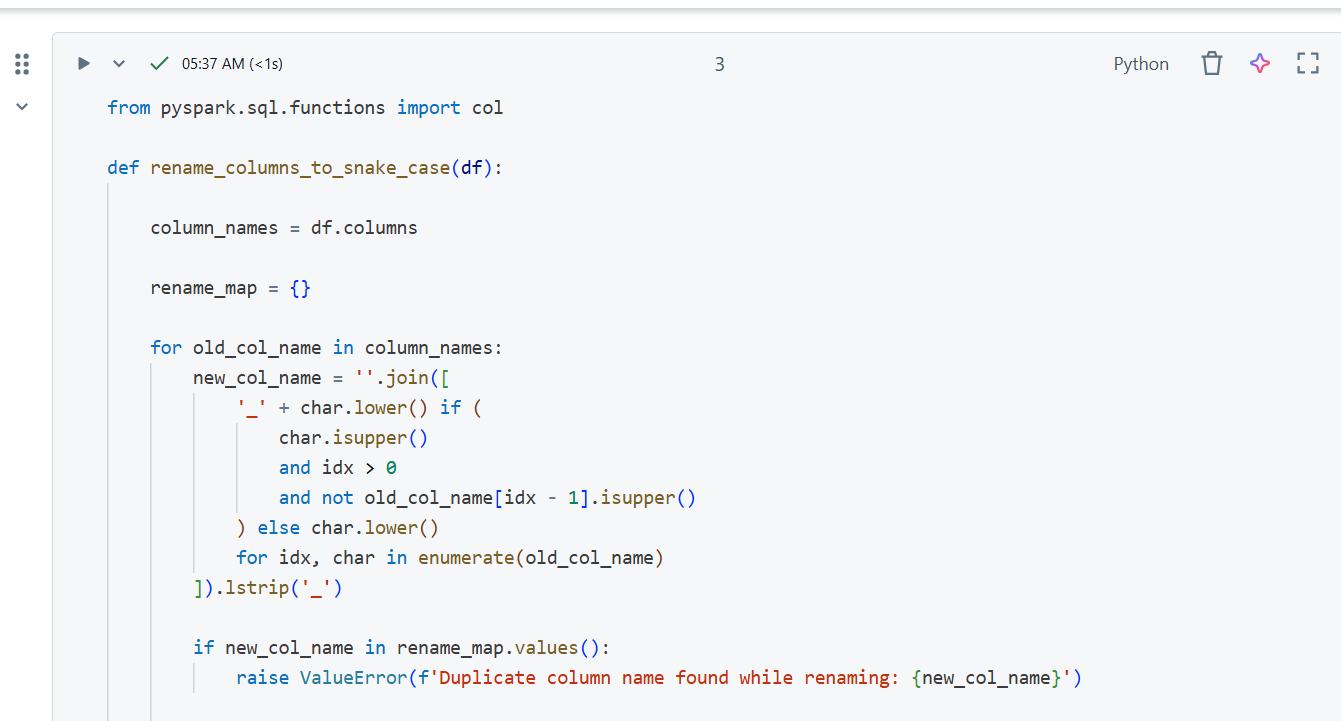 05:37 AM (<1s)
3
Python
from pyspark.sql.functions import col
def rename_columns_to_snake_case(df):
    column_names = df.columns
    rename_map = {}
    for old_col_name in column_names:
        new_col_name = ''.join([
            '_' + char.lower() if (
                char.isupper()
                and idx > 0
                and not old_col_name[idx - 1].isupper()
            ) else char.lower()
            for idx, char in enumerate(old_col_name)
        ]).lstrip('_')
        if new_col_name in rename_map.values():
            raise ValueError(f'Duplicate column name found while renaming: {new_col_name}')